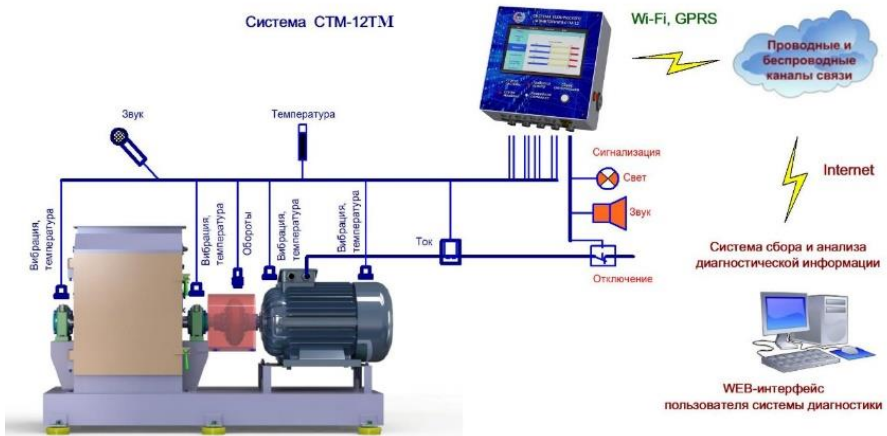 Система СТМ-12ТМ
Wi-Fi, GPRS
Проводные и
беспроводные
каналы связи
Звук
Температура
Сигнализация
Свет
Звук
Internet
Вибрация,
температура
Вибрация,
температура
Обороты
Вибрация,
температура
Вибрация,
температура
Ток
Отключение
Система сбора и анализа
диагностической информации
WEB-интерфейс
пользователя системы диагностики